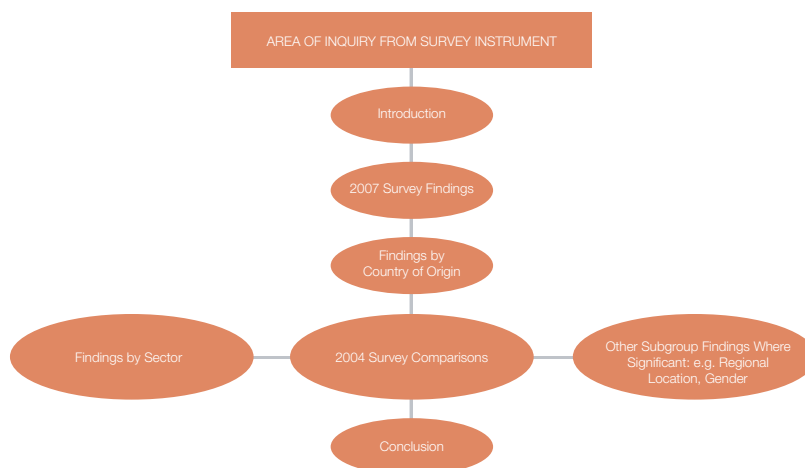 AREA OF INQUIRY FROM SURVEY INSTRUMENT
Introduction
2007 Survey Findings
Findings by
Country of Origin
Findings by Sector
2004 Survey Comparisons
Other Subgroup Findings Where
Significant: e.g. Regional
Location, Gender
Conclusion